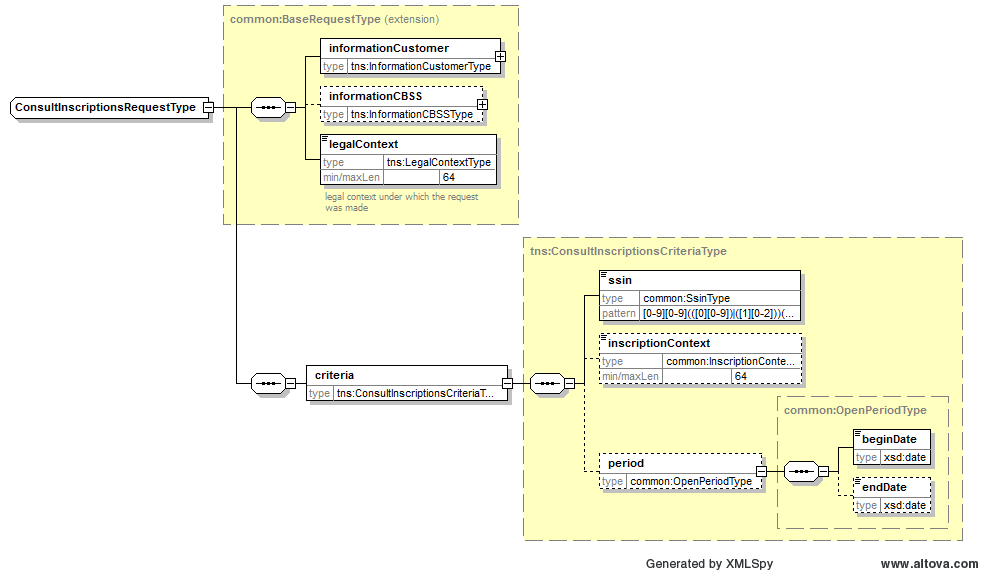 common:BaseRequestType (extension)
informationCustomer
type tns:InformationCustomerType
ConsultInscriptionsRequestType
informationCBSS
type tns:InformationCBSSType
legalContext
type tns:LegalContextType
min/maxLen 64
legal context under which the request
was made
tns:ConsultInscriptionsCriteriaType
ssin
type common:SsinType
pattern [0-9][0-9](([0][0-9])|([1][0-2]))(...
inscriptionContext
type common:InscriptionConte...
min/maxLen 64
criteria
type tns:ConsultInscriptionsCriteriaT...
common:OpenPeriodType
beginDate
type xsd:date
period
type common:OpenPeriodType
endDate
type xsd:date
Generated by XMLSpy www.altova.com